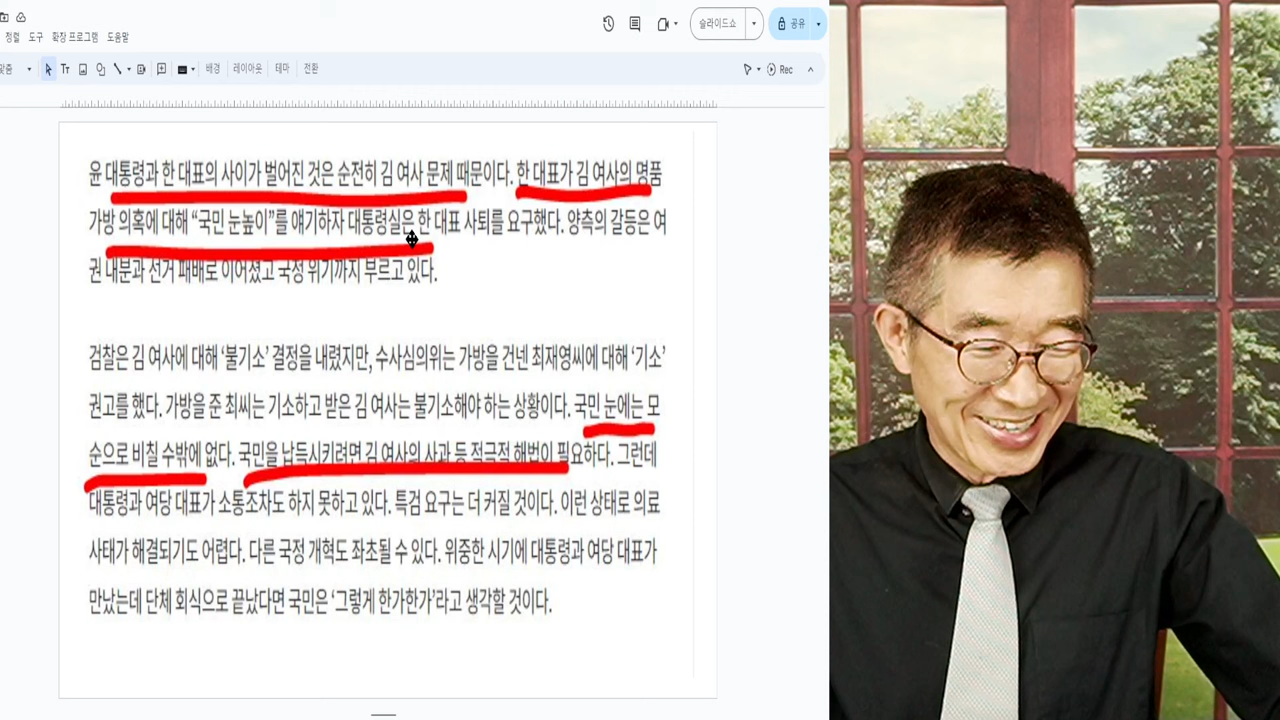 정렬 도구 확장 프로그램 도움말
슬라이드쇼
공유
맞춤
배경 레이아웃 테마 전환
Rec
윤 대통령과 한 대표의 사이가 벌어진 것은 순전히 김 여사 문제 때문이다. 한 대표가 김 여사의 명품
가방 의혹에 대해 “국민 눈높이”를 얘기하자 대통령실은 한 대표 사퇴를 요구했다. 양측의 갈등은 여
권 내분과 선거 패배로 이어졌고 국정 위기까지 부르고 있다.
검찰은 김 여사에 대해 ‘불기소’ 결정을 내렸지만, 수사심의위는 가방을 건넨 최재영씨에 대해 ‘기소’
권고를 했다. 가방을 준 최씨는 기소하고 받은 김 여사는 불기소해야 하는 상황이다. 국민 눈에는 모
순으로 비칠 수밖에 없다. 국민을 납득시키려면 김 여사의 사과 등 적극적 해법이 필요하다. 그런데
대통령과 여당 대표가 소통조차도 하지 못하고 있다. 특검 요구는 더 커질 것이다. 이런 상태로 의료
사태가 해결되기도 어렵다. 다른 국정 개혁도 좌초될 수 있다. 위중한 시기에 대통령과 여당 대표가
만났는데 단체 회식으로 끝났다면 국민은 ‘그렇게 한가한가’라고 생각할 것이다.